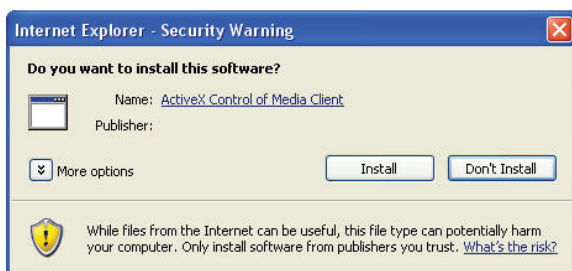 Internet Explorer - Security Warning
Do you want to install this software?
Name: ActiveX Control of Media Client
Publisher:
More options
Install
Don't Install
While files from the Internet can be useful, this file type can potentially harm
your computer. Only install software from publishers you trust. What's the risk?